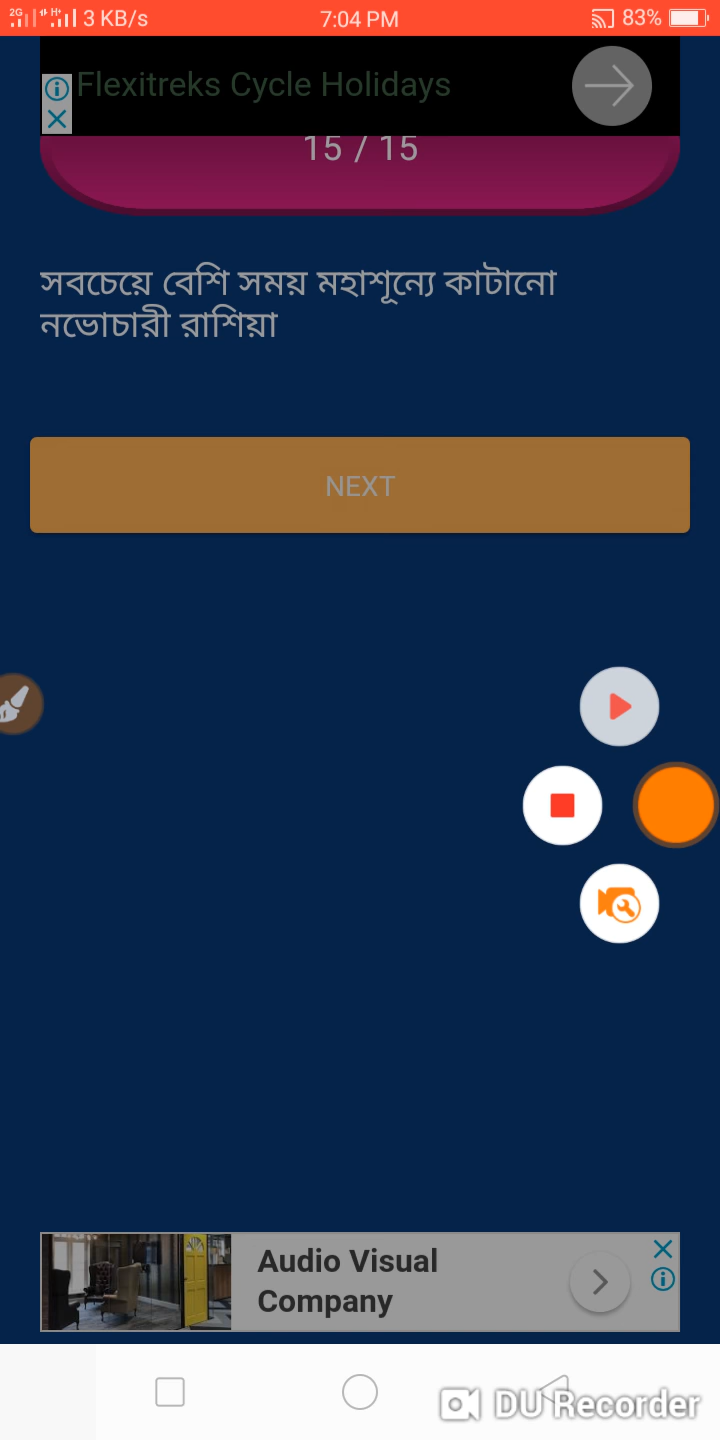 2G H+ 3 KB/s 7:04 PM 83%
Flexitreks Cycle Holidays
15 / 15
সবচেয়ে বেশি সময় মহাশূন্যে কাটানো
নভোচারী রাশিয়া
NEXT
Audio Visual
Company
DU Recorder